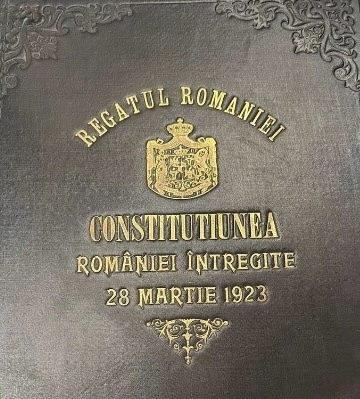 REGATUL ROMANIEI
CONSTITUTIUNEA
ROMÂNIEI ÎNTREGITE
28 MARTIE 1923